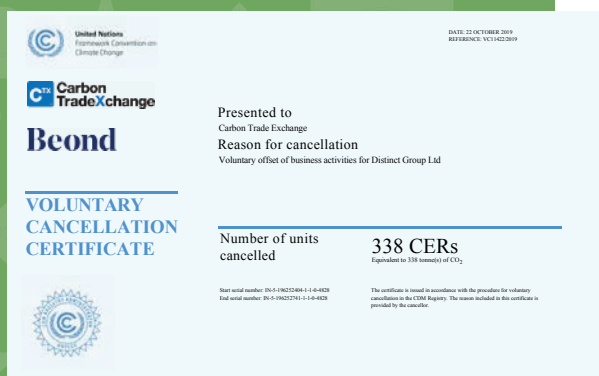 United Nations
Framework Convention on
Climate Change
DATE: 22 OCTOBER 2019
REFERENCE: VC11422/2019
CTX Carbon
TradeXchange
Beond
Presented to
Carbon Trade Exchange
Reason for cancellation
Voluntary offset of business activities for Distinct Group Ltd
VOLUNTARY
CANCELLATION
CERTIFICATE
Number of units
cancelled
338 CERs
Equivalent to 338 tonne(s) of CO2
Start serial number: IN-5-196252404-1-1-0-4828
End serial number: IN-5-196252741-1-1-0-4828
The certificate is issued in accordance with the procedure for voluntary
cancellation in the CDM Registry. The reason included in this certificate is
provided by the cancellor.